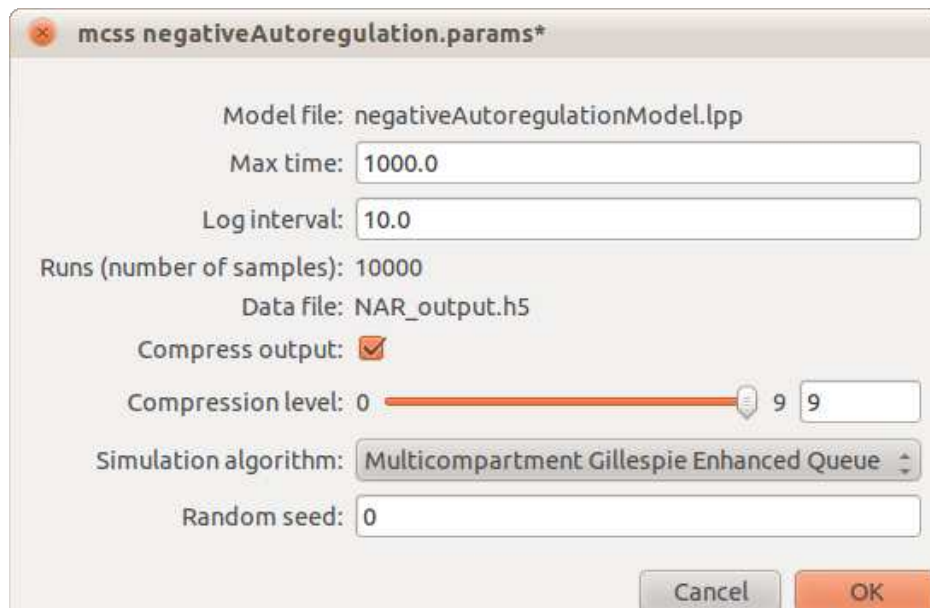 mcss negativeAutoregulation.params*
Model file: negativeAutoregulationModel.lpp
Max time: 1000.0
Log interval: 10.0
Runs (number of samples): 10000
Data file: NAR_output.h5
Compress output:
Compression level: 0 9 9
Simulation algorithm: Multicompartment Gillespie Enhanced Queue
Random seed: 0
Cancel OK